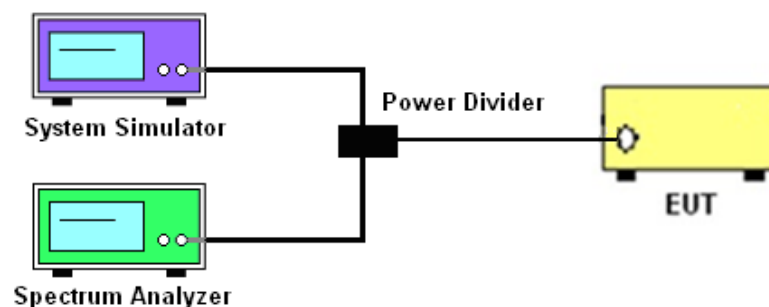 System Simulator
Power Divider
EUT
Spectrum Analyzer